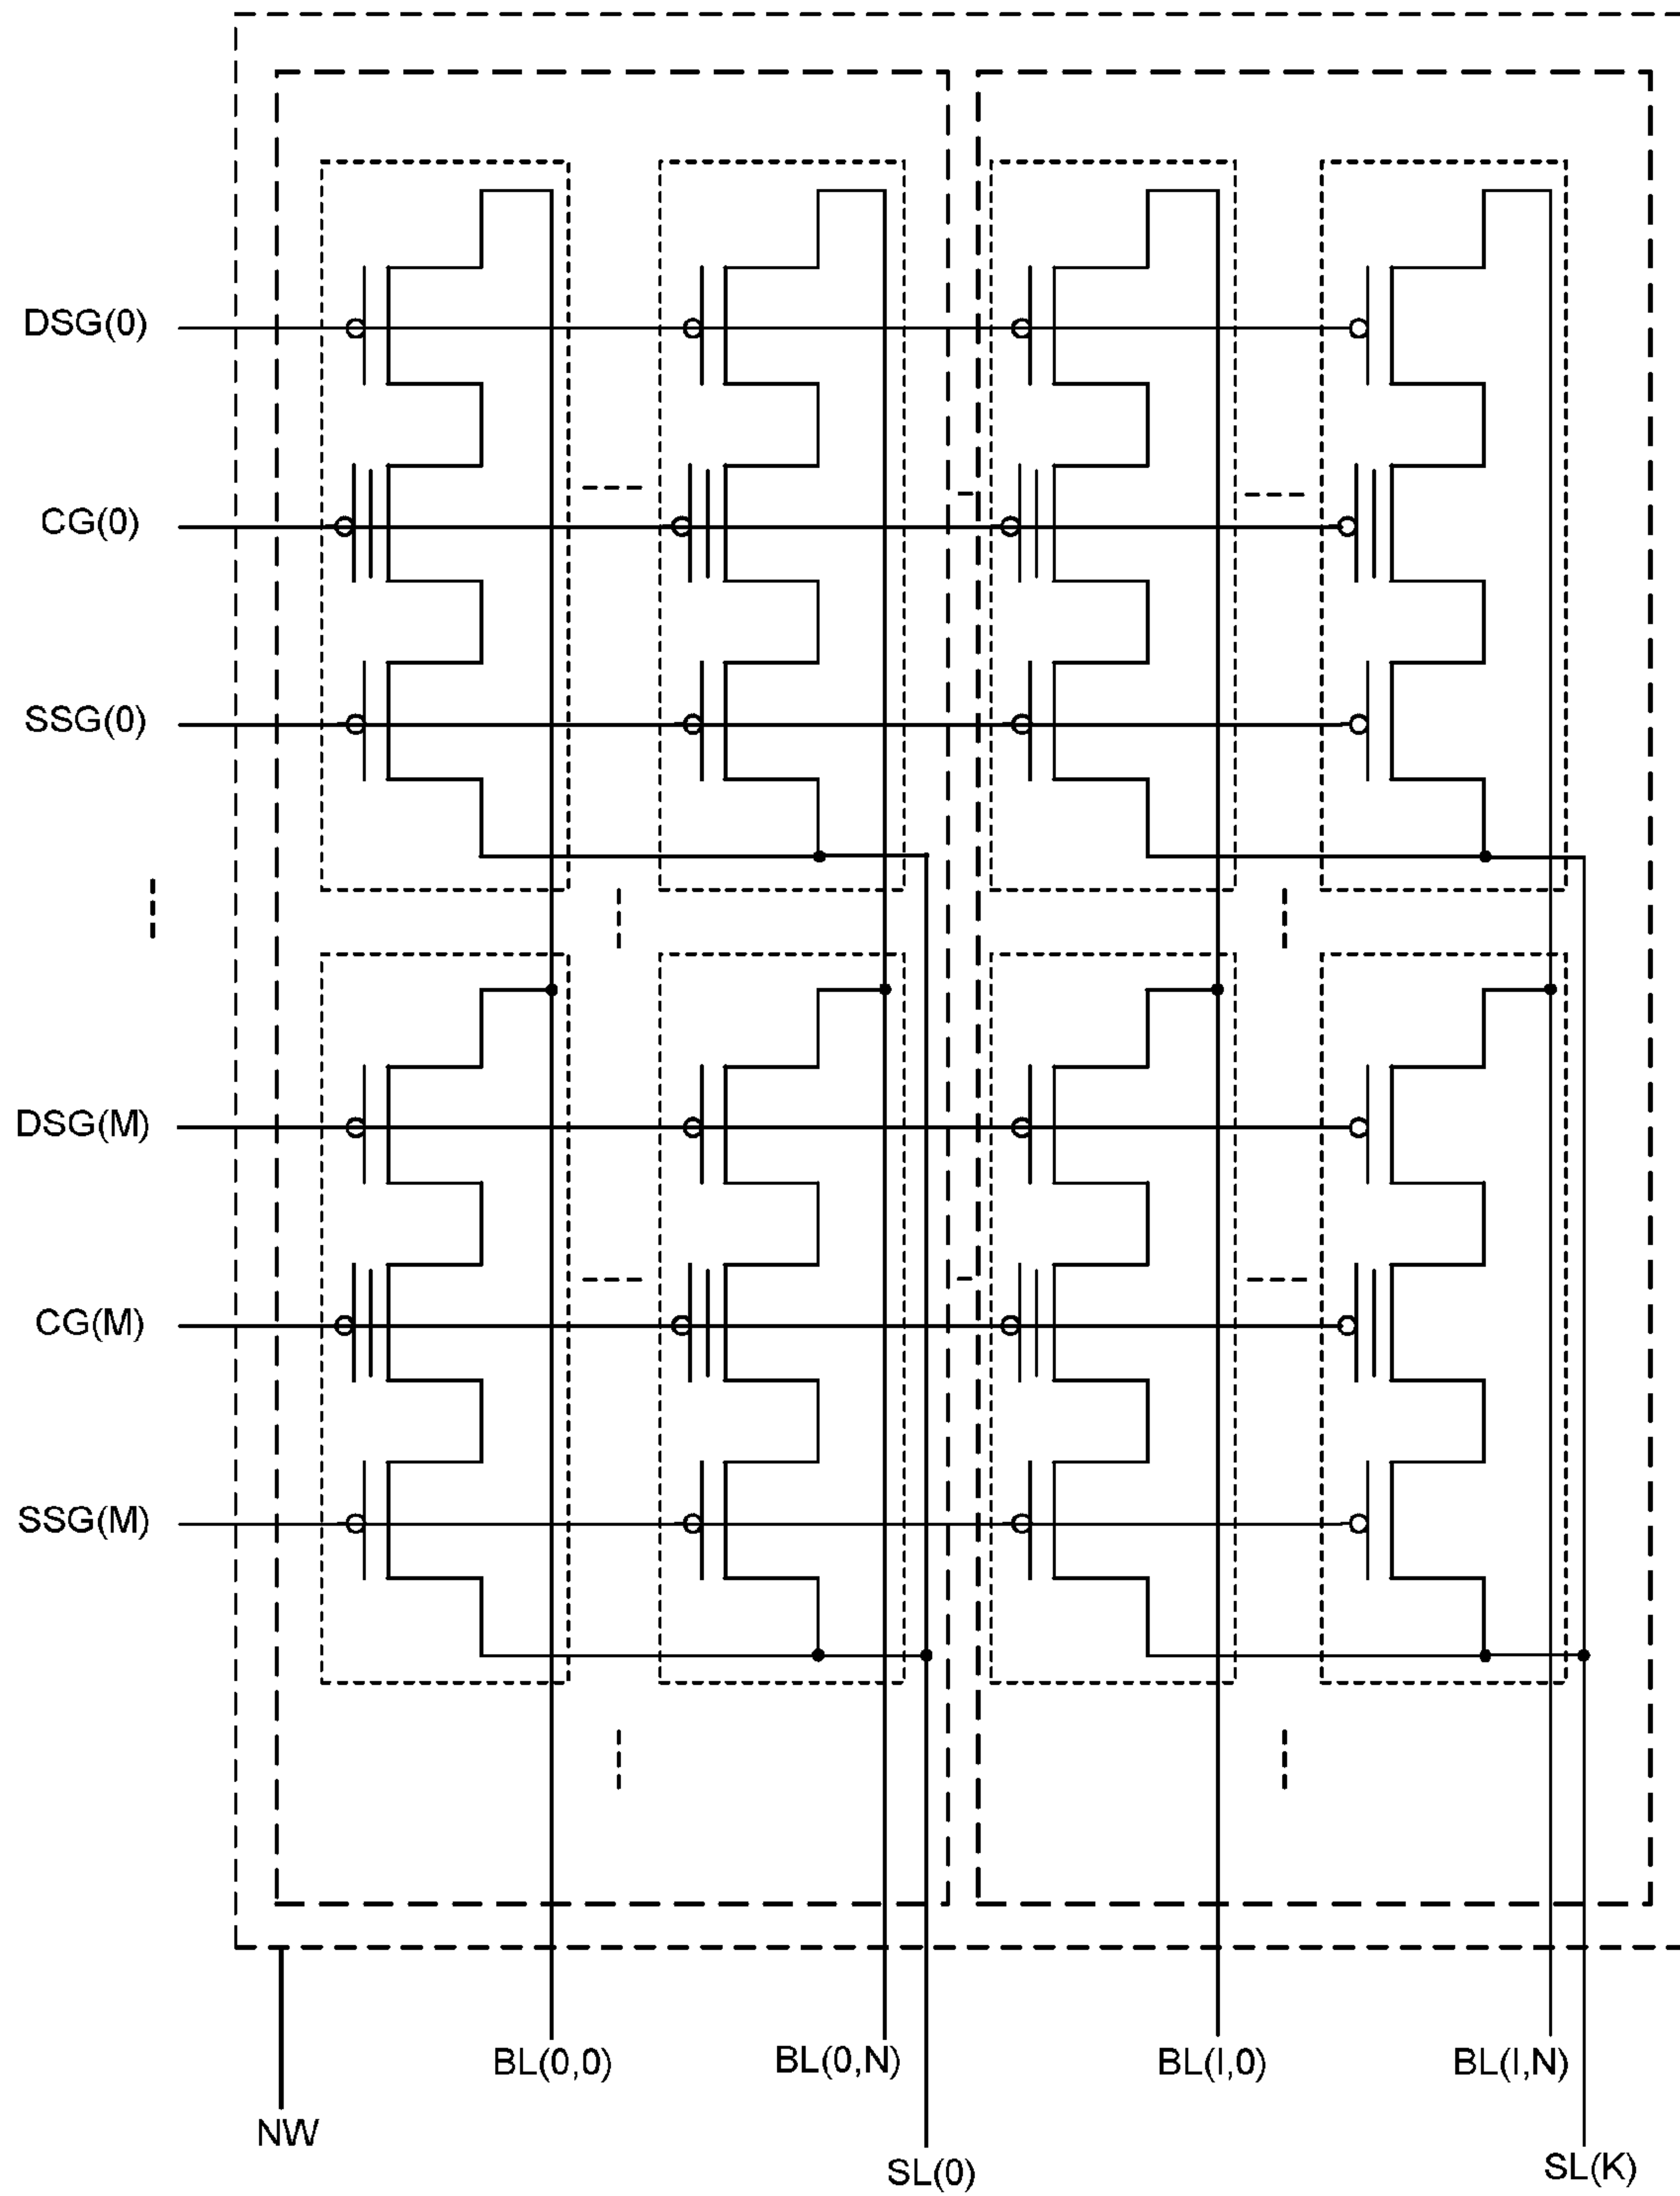 DSG(0)
CG(0)
SSG(0)
DSG(M)
CG(M)
SSG(M)
BL(0,0)
BL(0,N)
BL(I,0)
BL(I,N)
NW
SL(0)
SL(K)